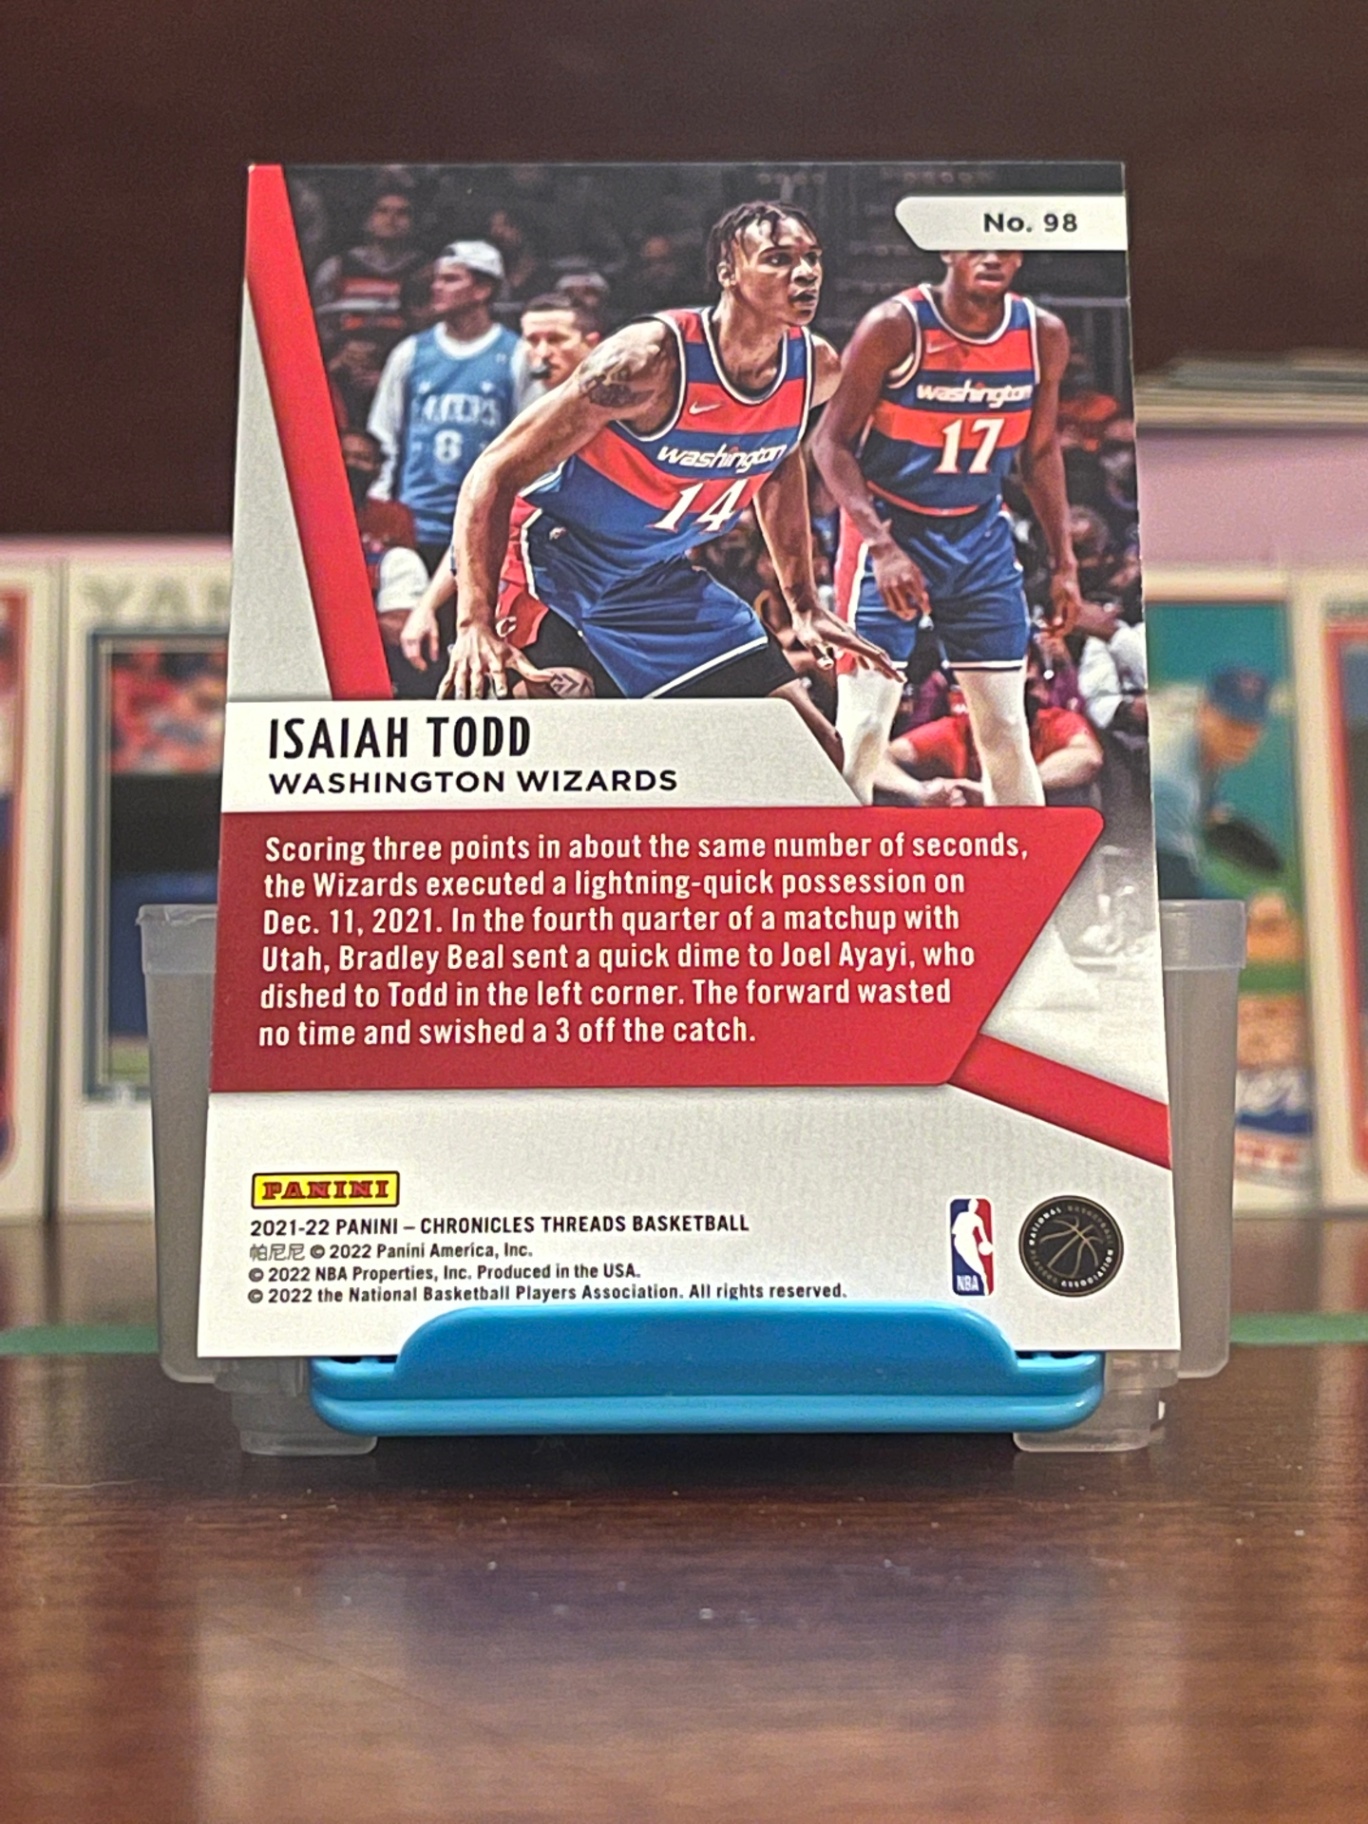 No. 98
washington
14
washington
17
8
ISAIAH TODD
WASHINGTON WIZARDS
Scoring three points in about the same number of seconds,
the Wizards executed a lightning-quick possession on
Dec. 11, 2021. In the fourth quarter of a matchup with
Utah, Bradley Beal sent a quick dime to Joel Ayayi, who
dished to Todd in the left corner. The forward wasted
no time and swished a 3 off the catch.
PANINI
2021-22 PANINI – CHRONICLES THREADS BASKETBALL
帕尼尼 © 2022 Panini America, Inc.
© 2022 NBA Properties, Inc. Produced in the USA.
© 2022 the National Basketball Players Association. All rights reserved.
NBA
NATIONAL BASKETBALL PLAYERS ASSOCIATION